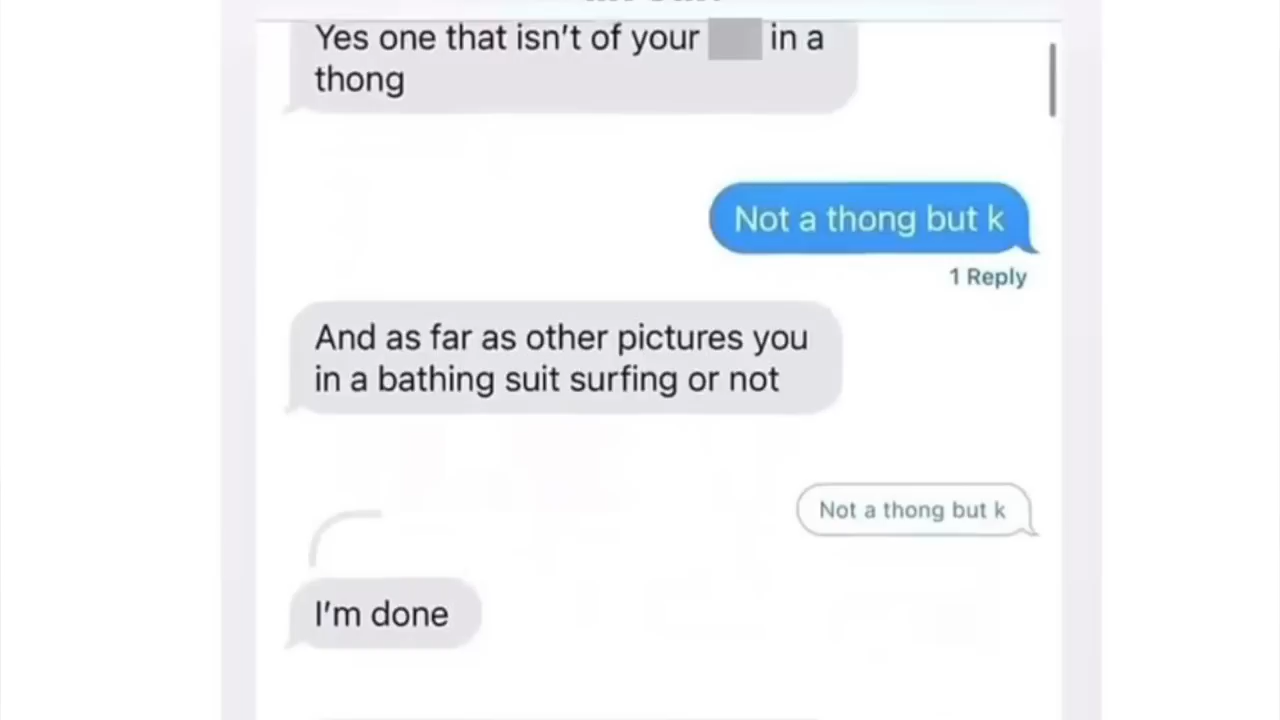 Yes one that isn't of your in a
thong
Not a thong but k
1 Reply
And as far as other pictures you
in a bathing suit surfing or not
Not a thong but k
I'm done